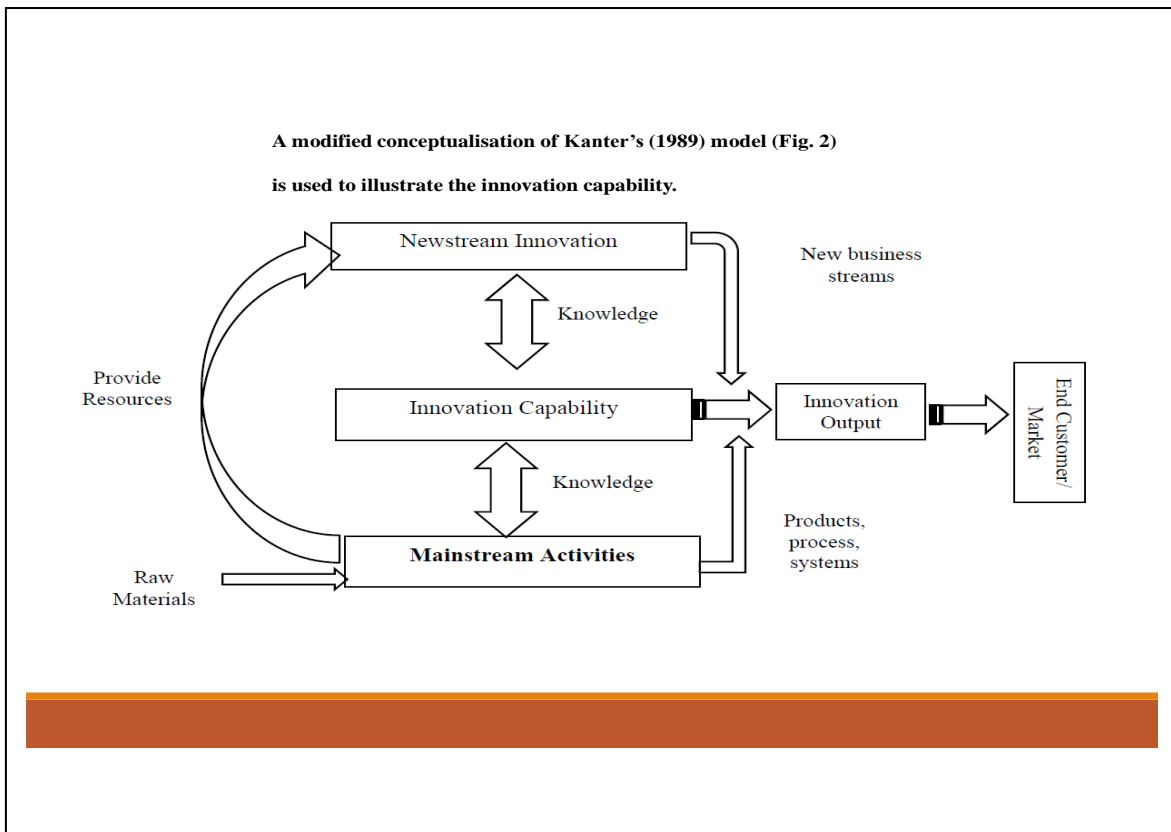 A modified conceptualisation of Kanter's (1989) model (Fig. 2)
is used to illustrate the innovation capability.
Newstream Innovation
New business
streams
Knowledge
Provide
Resources
Innovation Capability
Innovation
Output
End Customer/
Market
Knowledge
Mainstream Activities
Products,
process,
systems
Raw
Materials